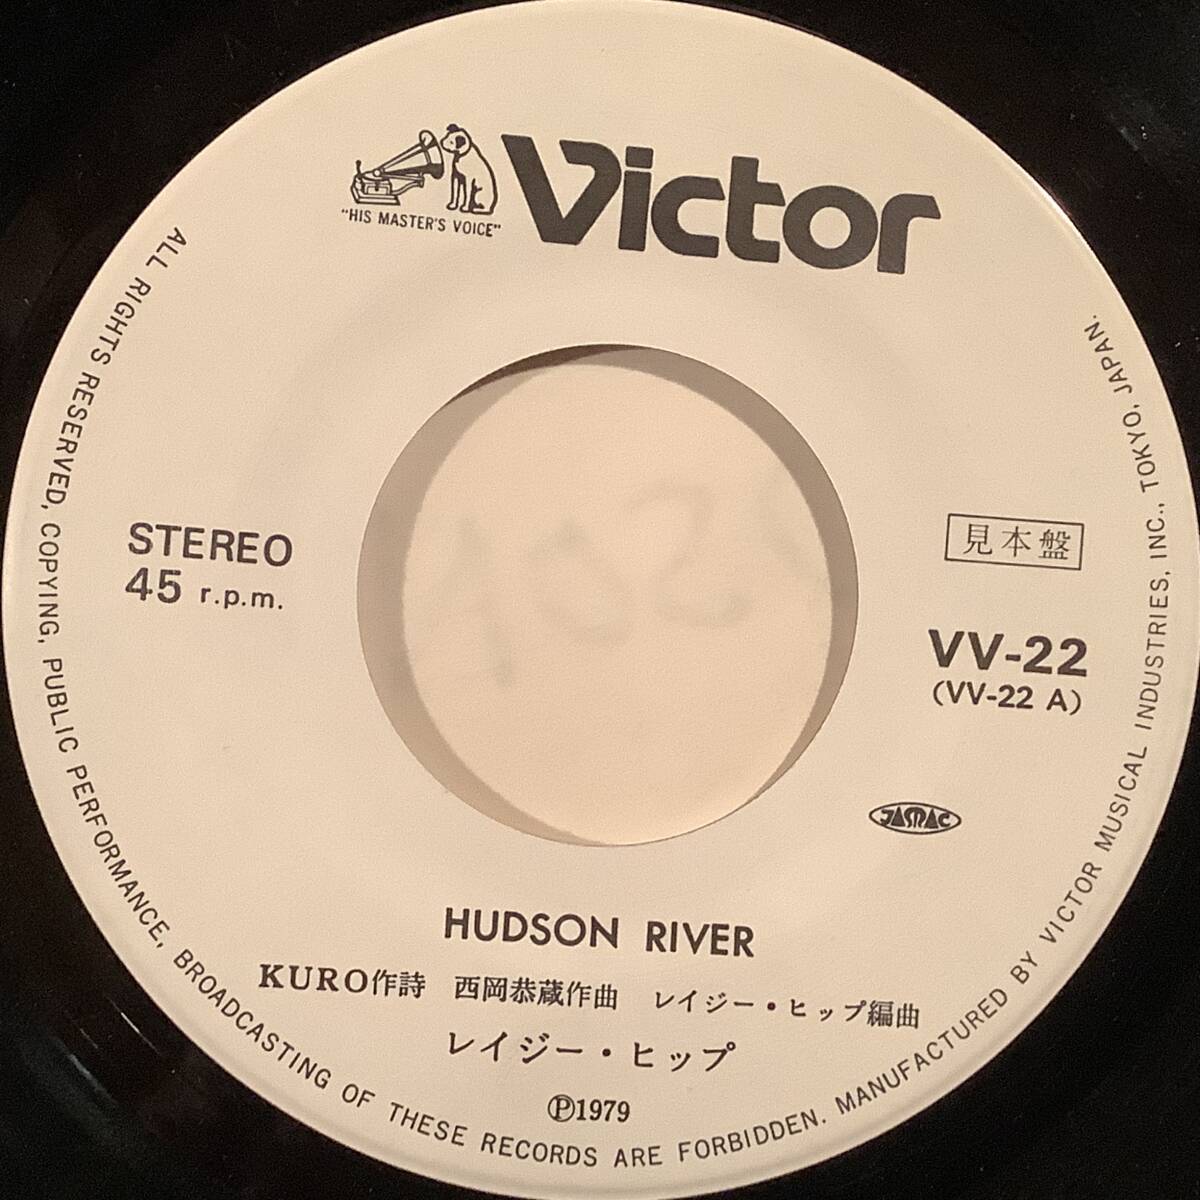 "HIS MASTER'S VOICE"
Victor
STEREO
45 r.p.m.
見本盤
VV-22
(VV-22 A)
JASRAC
HUDSON RIVER
KURO作詩 西岡恭蔵作曲 レイジー・ヒップ編曲
レイジー・ヒップ
Ⓟ1979
ALL RIGHTS RESERVED, COPYING, PUBLIC PERFORMANCE, BROADCASTING OF THESE RECORDS ARE FORBIDDEN. MANUFACTURED BY VICTOR MUSICAL INDUSTRIES, INC., TOKYO, JAPAN.